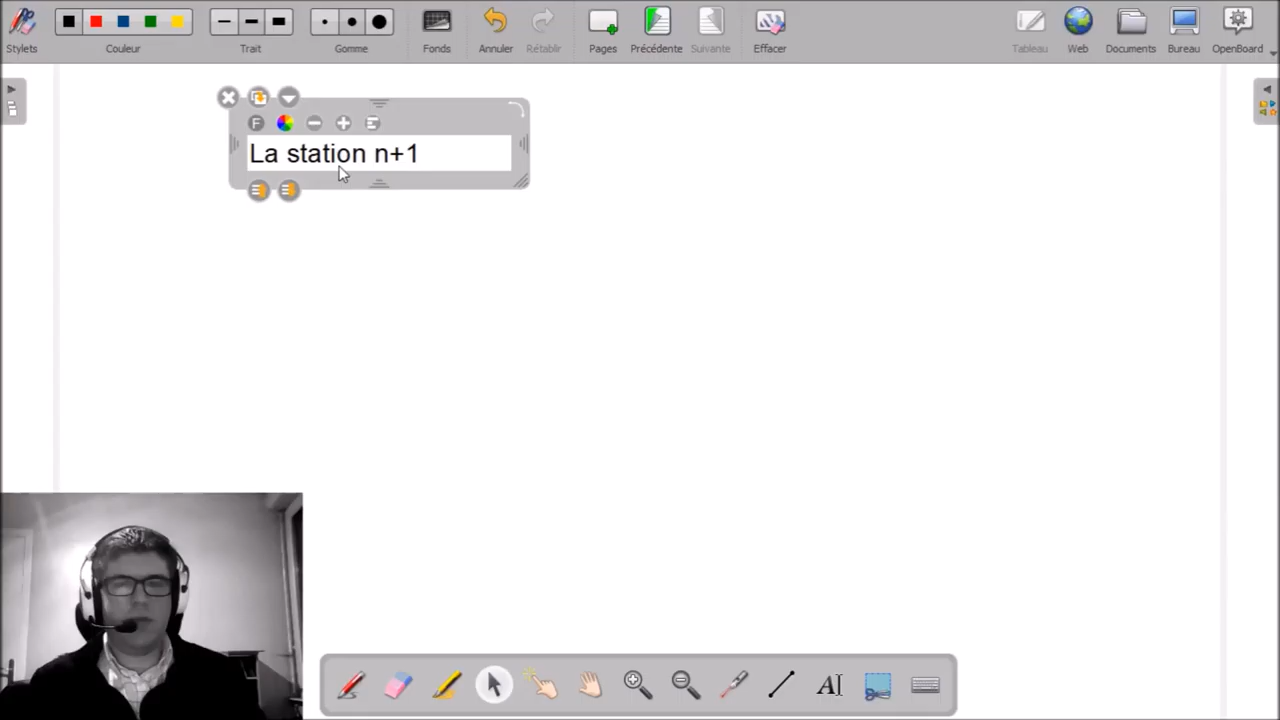 Stylets
Couleur
Trait
Gomme
Fonds
Annuler
Rétablir
Pages
Précédente
Suivante
Effacer
Tableau
Web
Documents
Bureau
OpenBoard
F
La station n+1
AI